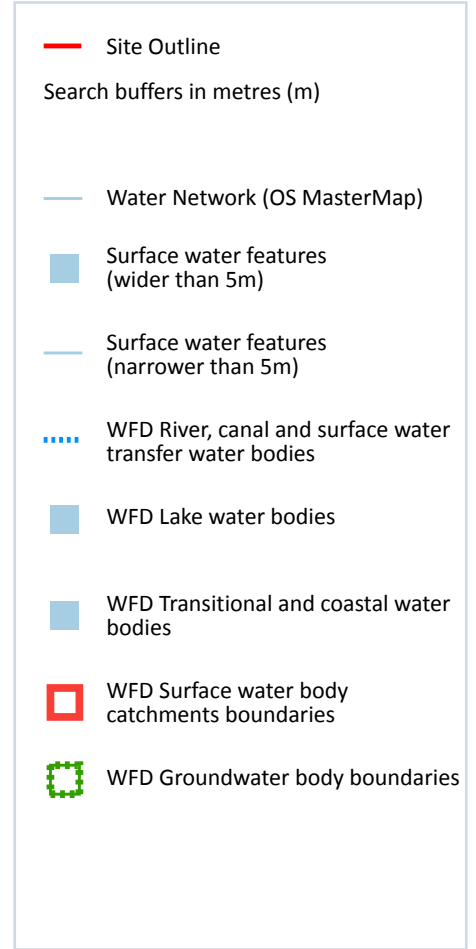 Site Outline
Search buffers in metres (m)
Water Network (OS MasterMap)
Surface water features
(wider than 5m)
Surface water features
(narrower than 5m)
WFD River, canal and surface water
transfer water bodies
WFD Lake water bodies
WFD Transitional and coastal water
bodies
WFD Surface water body
catchments boundaries
WFD Groundwater body boundaries